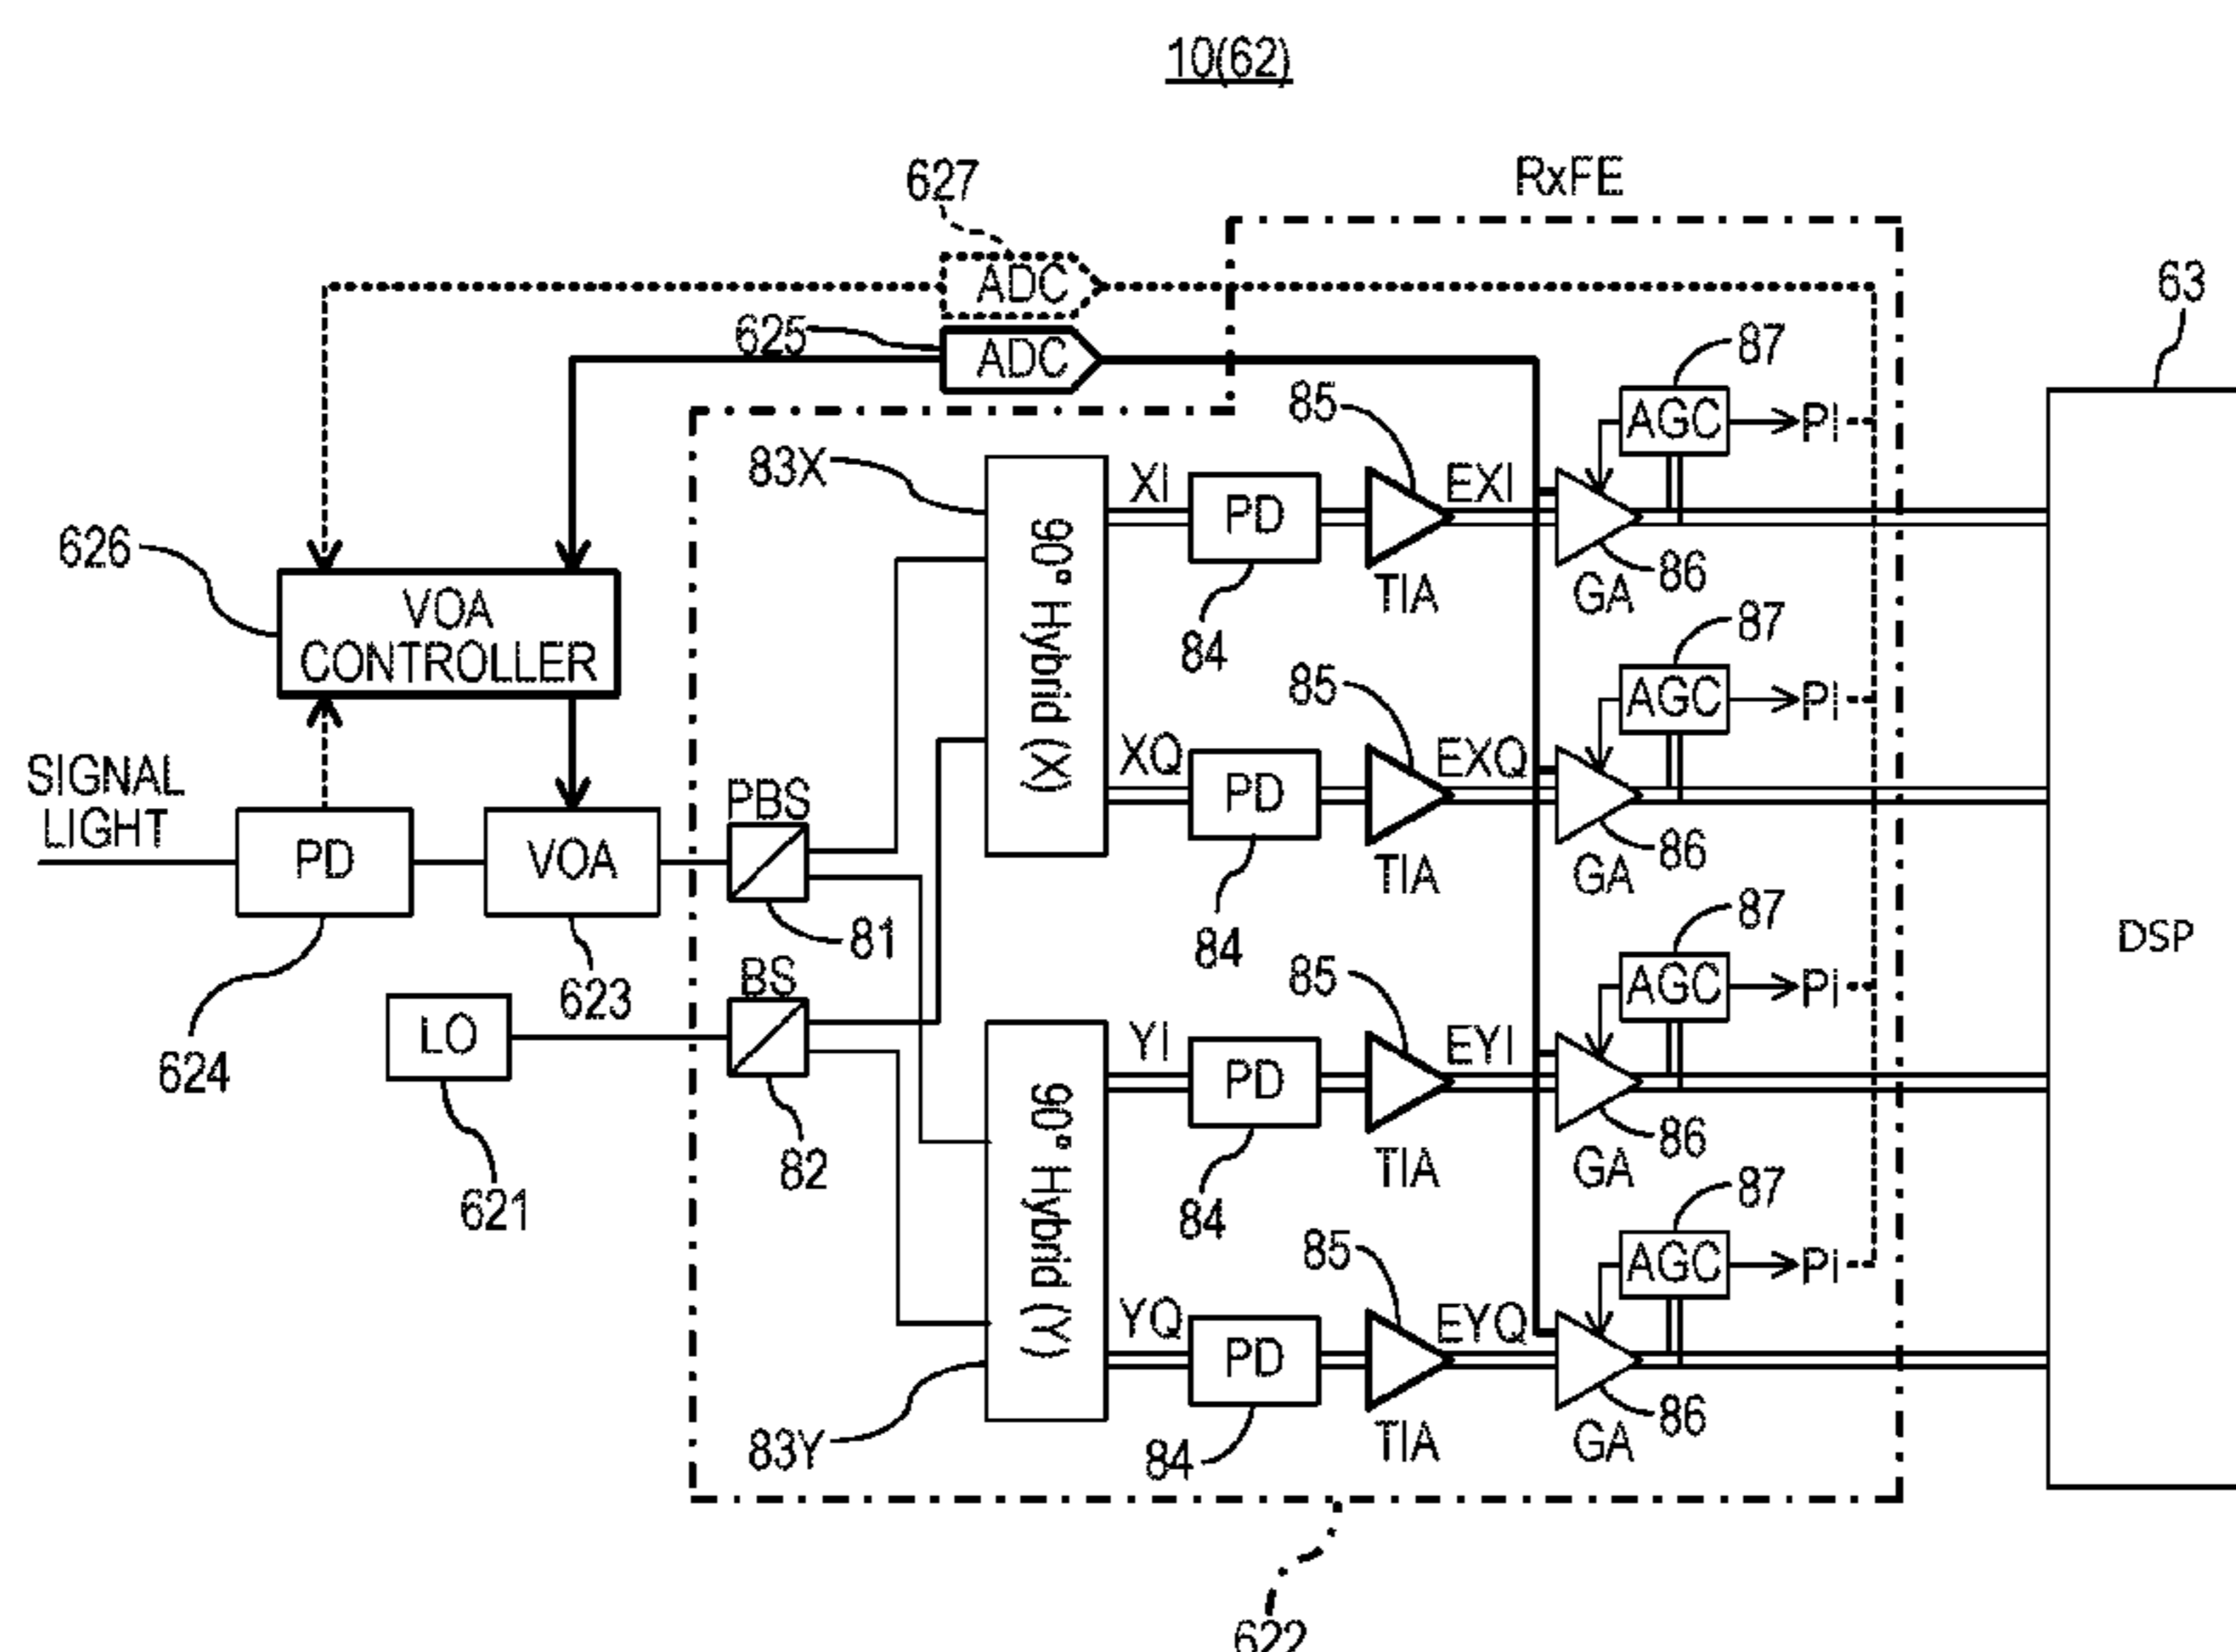 10(62)
RxFE
627
ADC
63
625
ADC
87
AGC
Pi
85
83X
XI
PD
EXI
626
90° Hybrid (X)
TIA
GA
86
VOA
CONTROLLER
84
87
AGC
Pi
85
SIGNAL
LIGHT
PBS
XQ
PD
EXQ
PD
VOA
TIA
GA
86
81
84
87
DSP
BS
85
AGC
Pi
623
LO
YI
PD
EYI
624
90° Hybrid (Y)
TIA
GA
86
82
621
84
87
85
AGC
Pi
YQ
PD
EYQ
83Y
84
TIA
GA
86
622